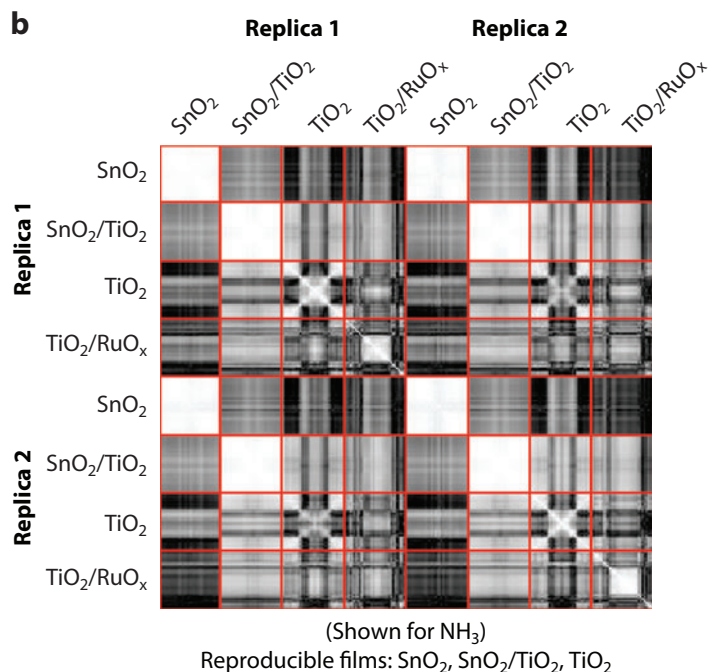 b
Replica 1 Replica 2
SnO₂ SnO₂/TiO₂ TiO₂ TiO₂/RuOₓ SnO₂ SnO₂/TiO₂ TiO₂ TiO₂/RuOₓ
Replica 1
SnO₂
SnO₂/TiO₂
TiO₂
TiO₂/RuOₓ
Replica 2
SnO₂
SnO₂/TiO₂
TiO₂
TiO₂/RuOₓ
(Shown for NH₃)
Reproducible films: SnO₂, SnO₂/TiO₂, TiO₂